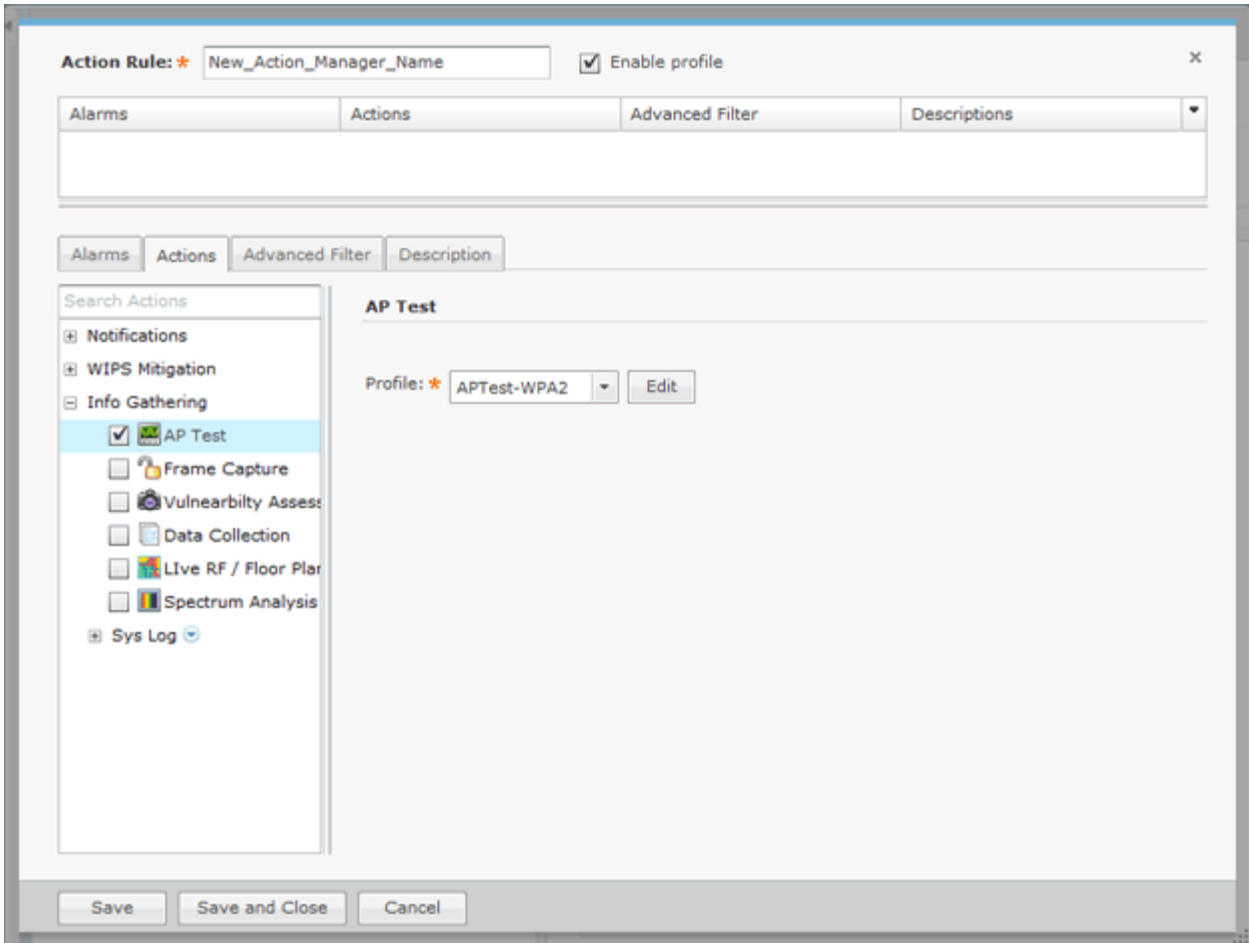 Action Rule: * New_Action_Manager_Name Enable profile
Alarms Actions Advanced Filter Descriptions
Alarms Actions Advanced Filter Description
Search Actions
AP Test
Notifications
WIPS Mitigation
Profile: * APTest-WPA2 Edit
Info Gathering
AP Test
Frame Capture
Vulnearbilty Assess
Data Collection
LIve RF / Floor Plan
Spectrum Analysis
Sys Log
Save Save and Close Cancel